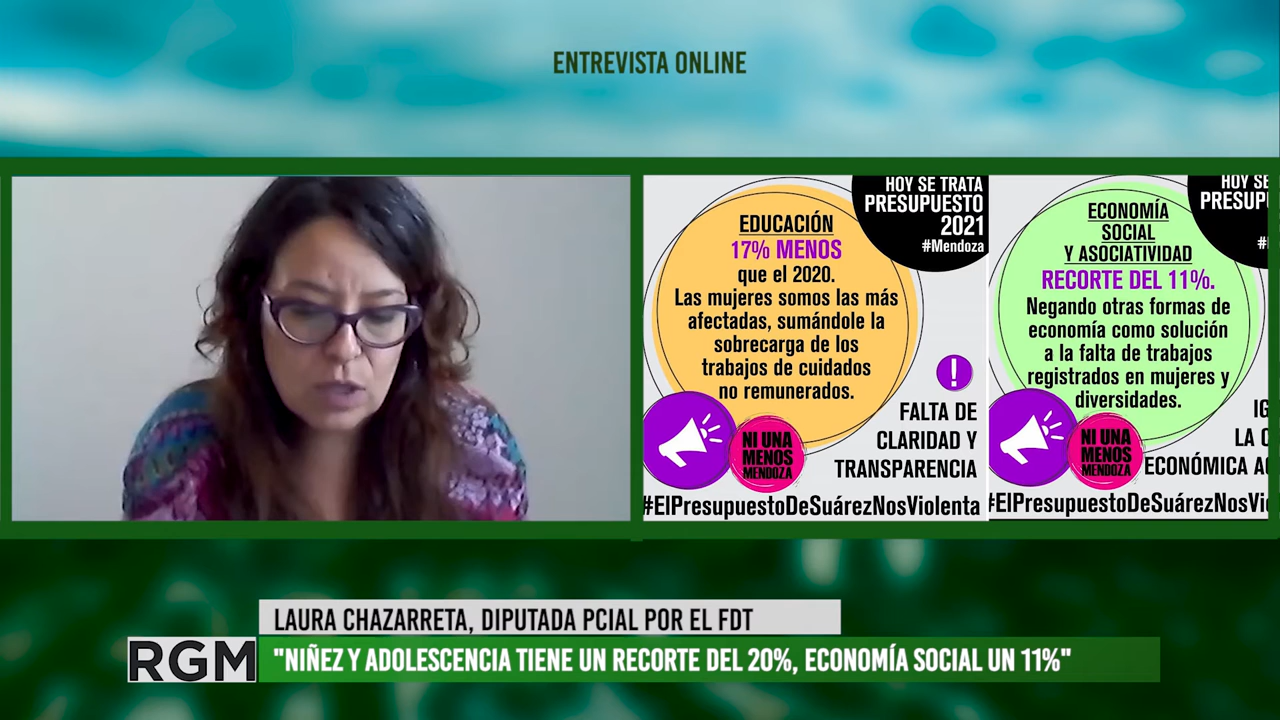 ENTREVISTA ONLINE
HOY SE TRATA
PRESUPUESTO
2021
#Mendoza
EDUCACIÓN
17% MENOS
que el 2020.
Las mujeres somos las más
afectadas, sumándole la
sobrecarga de los
trabajos de cuidados
no remunerados.
FALTA DE
CLARIDAD Y
TRANSPARENCIA
NI UNA
MENOS
MENDOZA
#ElPresupuestoDeSuárezNosViolenta
HOY SE
ECONOMÍA
SOCIAL
Y ASOCIATIVIDAD
RECORTE DEL 11%.
Negando otras formas de
economía como solución
a la falta de trabajos
registrados en mujeres y
diversidades.
LA
ECONÓMICA
NI UNA
MENOS
MENDOZA
#ElPresupuestoDeSuárezNosVi
LAURA CHAZARRETA, DIPUTADA PCIAL POR EL FDT
RGM
"NIÑEZ Y ADOLESCENCIA TIENE UN RECORTE DEL 20%, ECONOMÍA SOCIAL UN 11%"